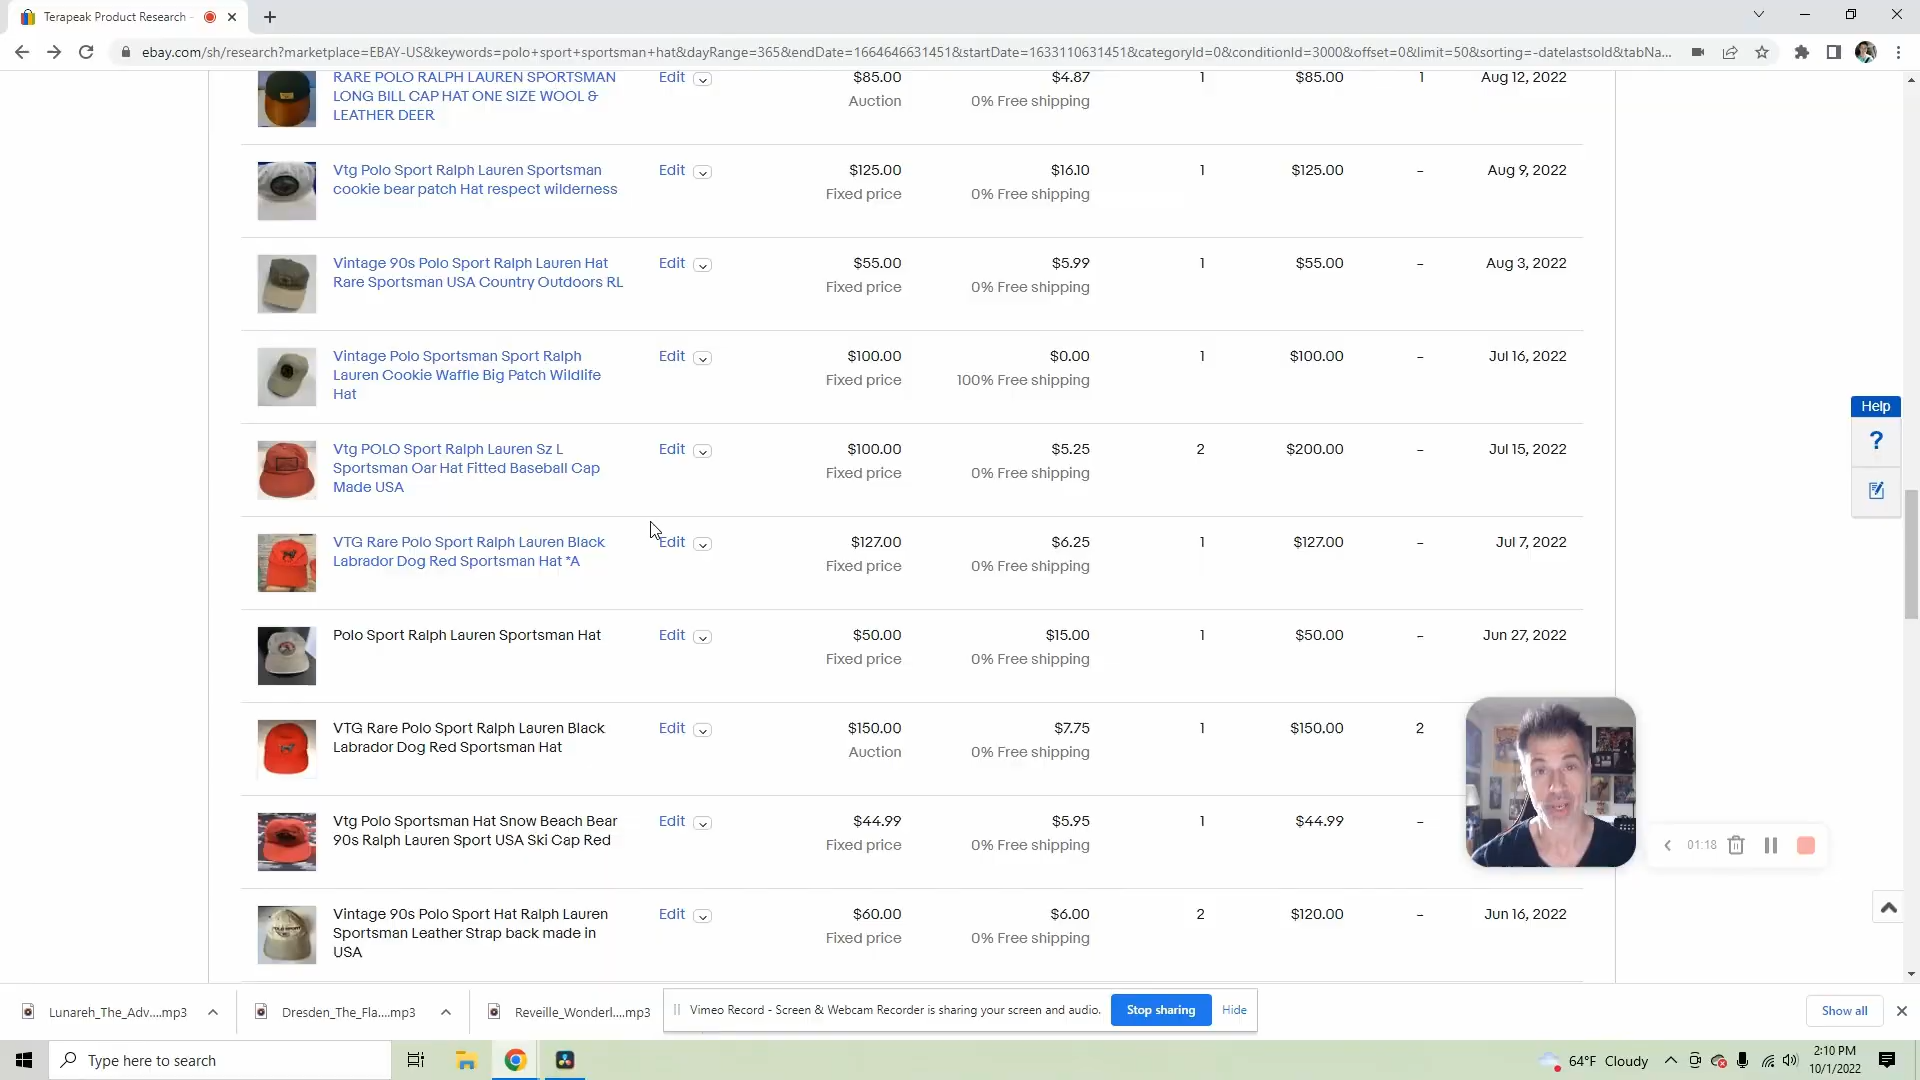 Terapeak Product Research -
ebay.com/sh/research?marketplace=EBAY-US&keywords=polo+sport+sportsman+hat&dayRange=365&endDate=1664646631451&startDate=1633110631451&categoryId=0&conditionId=3000&offset=0&limit=50&sorting=-datelastsold&tabNa...
RARE POLO RALPH LAUREN SPORTSMAN Edit $85.00 $4.87 1 $85.00 1 Aug 12, 2022
LONG BILL CAP HAT ONE SIZE WOOL & Auction 0% Free shipping
LEATHER DEER
Vtg Polo Sport Ralph Lauren Sportsman Edit $125.00 $16.10 1 $125.00 - Aug 9, 2022
cookie bear patch Hat respect wilderness Fixed price 0% Free shipping
Vintage 90s Polo Sport Ralph Lauren Hat Edit $55.00 $5.99 1 $55.00 - Aug 3, 2022
Rare Sportsman USA Country Outdoors RL Fixed price 0% Free shipping
Vintage Polo Sportsman Sport Ralph Edit $100.00 $0.00 1 $100.00 - Jul 16, 2022
Lauren Cookie Waffle Big Patch Wildlife Fixed price 100% Free shipping
Hat
Help
?
Vtg POLO Sport Ralph Lauren Sz L Edit $100.00 $5.25 2 $200.00 - Jul 15, 2022
Sportsman Oar Hat Fitted Baseball Cap Fixed price 0% Free shipping
Made USA
VTG Rare Polo Sport Ralph Lauren Black Edit $127.00 $6.25 1 $127.00 - Jul 7, 2022
Labrador Dog Red Sportsman Hat *A Fixed price 0% Free shipping
Polo Sport Ralph Lauren Sportsman Hat Edit $50.00 $15.00 1 $50.00 - Jun 27, 2022
Fixed price 0% Free shipping
VTG Rare Polo Sport Ralph Lauren Black Edit $150.00 $7.75 1 $150.00 2
Labrador Dog Red Sportsman Hat Auction 0% Free shipping
Vtg Polo Sportsman Hat Snow Beach Bear Edit $44.99 $5.95 1 $44.99 -
90s Ralph Lauren Sport USA Ski Cap Red Fixed price 0% Free shipping
01:18
Vintage 90s Polo Sport Hat Ralph Lauren Edit $60.00 $6.00 2 $120.00 - Jun 16, 2022
Sportsman Leather Strap back made in Fixed price 0% Free shipping
USA
Lunareh_The_Adv....mp3 Dresden_The_Fla....mp3 Reveille_Wonderl....mp3 Vimeo Record - Screen & Webcam Recorder is sharing your screen and audio. Stop sharing Hide Show all
Type here to search 64°F Cloudy 2:10 PM
10/1/2022